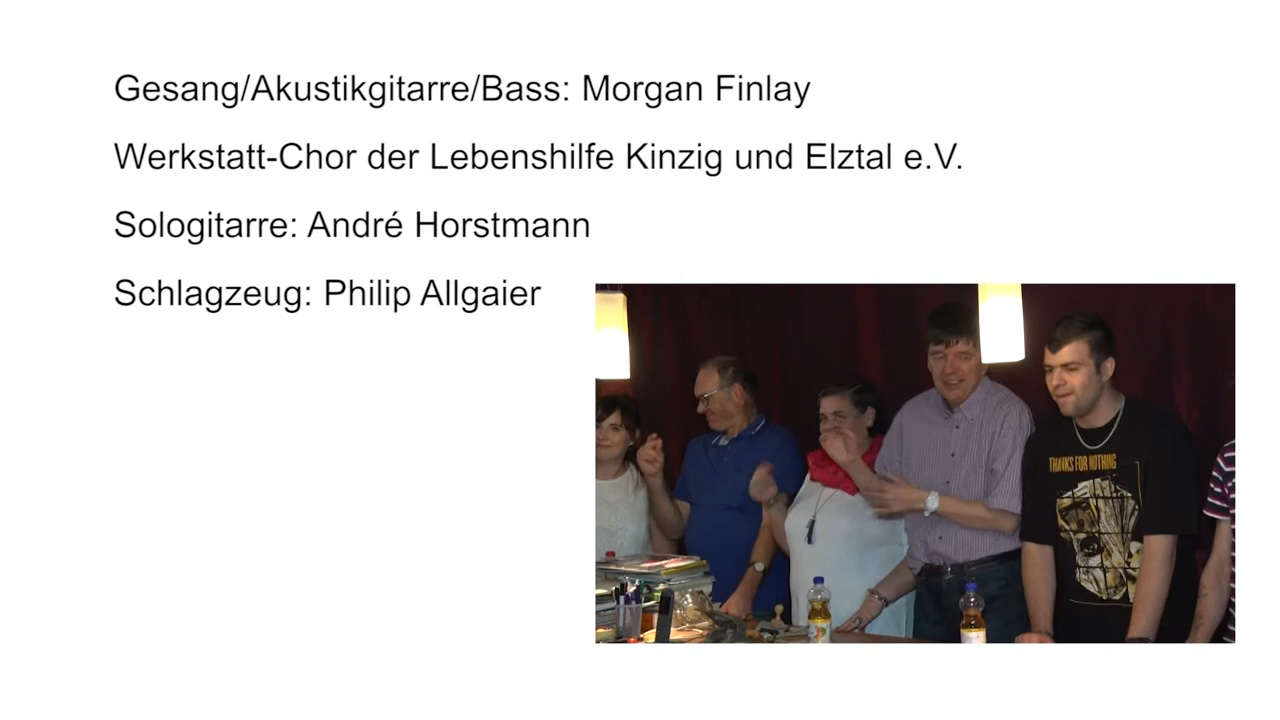 Gesang/Akustikgitarre/Bass: Morgan Finlay
Werkstatt-Chor der Lebenshilfe Kinzig und Elztal e.V.
Sologitarre: André Horstmann
Schlagzeug: Philip Allgaier
THANKS FOR NOTHING